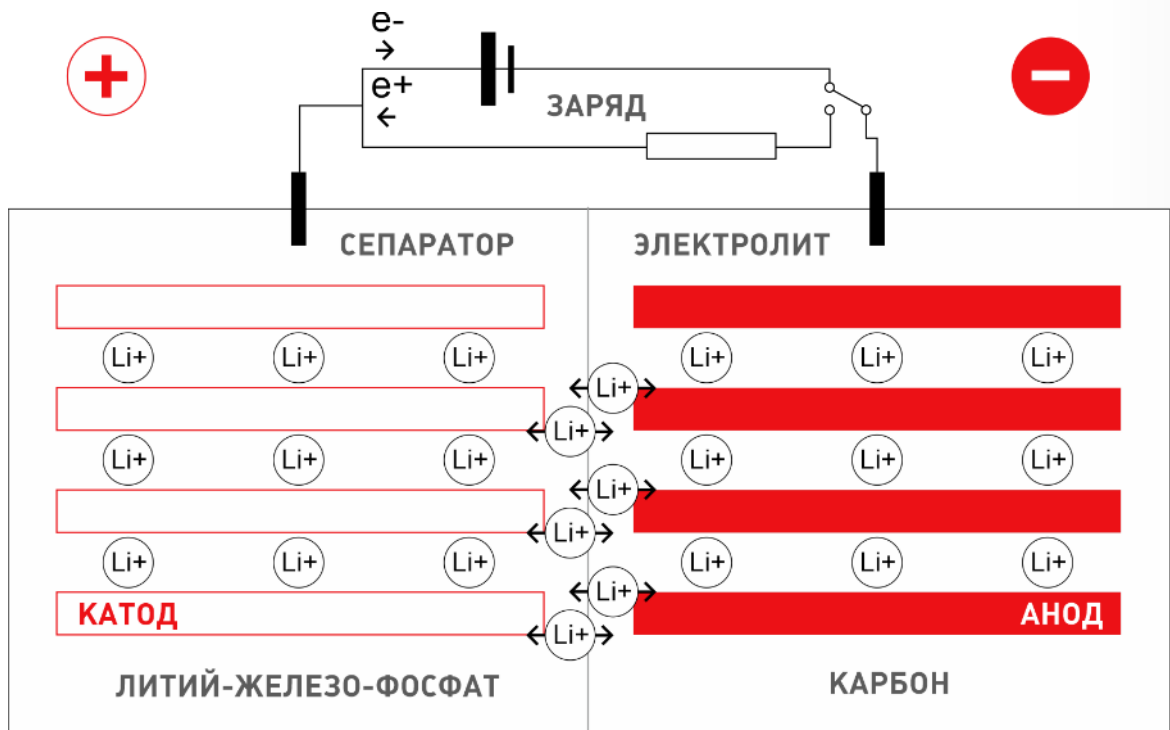 e-
e+
ЗАРЯД
СЕПАРАТОР
ЭЛЕКТРОЛИТ
Li+ Li+ Li+ Li+ Li+ Li+
Li+
Li+
Li+ Li+ Li+ Li+ Li+ Li+
Li+
Li+
Li+ Li+ Li+ Li+ Li+ Li+
Li+
КАТОД
АНОД
Li+
ЛИТИЙ-ЖЕЛЕЗО-ФОСФАТ
КАРБОН